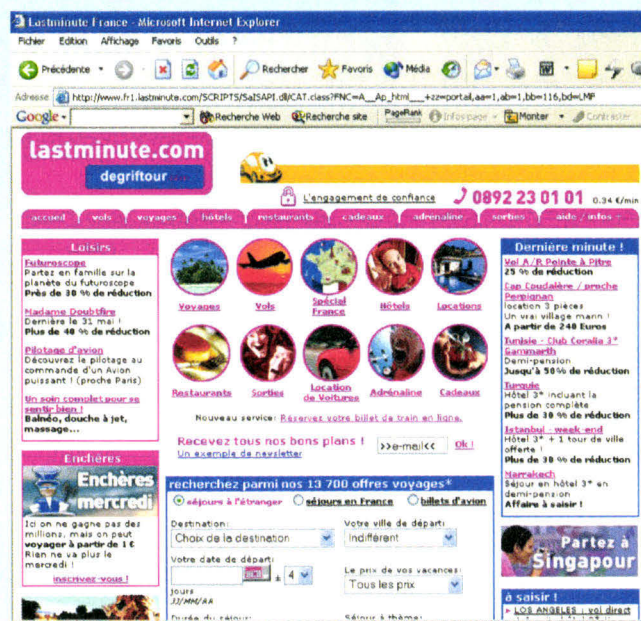 Lastminute France - Microsoft Internet Explorer
Fichier Edition Affichage Favoris Outils ?
Précédente Rechercher Favoris Média
Adresse http://www.fr1.lastminute.com/SCRIPTS/SaISAPI.dll/CAT.class?FNC=A__Ap_html___+zz=portail,aa=1,ab=1,bb=116,bd=LMF
Google Recherche Web Recherche site PageRank Infos page Monter
lastminute.com
degriftour
L'engagement de confiance 0892 23 01 01 0.34 €/min
accueil vols voyages hôtels restaurants cadeaux adrénaline sorties aide / infos
Loisirs
Futuroscope
Partez en famille sur la
planète du futuroscope
Près de 30 % de réduction
Madame Doubtfire
Dernière le 31 mai !
Plus de 40 % de réduction
Pilotage d'avion
Découvrez le pilotage au
commande d'un Avion
puissant ! (proche Paris)
Un soin complet pour se
sentir bien !
Balnéo, douche à jet,
massage...
Enchères
Enchères
mercredi
Ici on ne gagne pas des
millions, mais on peut
voyager à partir de 1 €
Rien ne va plus le
mercredi !
inscrivez-vous !
Voyages
Vols
Spécial
France
Hôtels
Locations
Restaurants
Sorties
Location
de Voitures
Adrénaline
Cadeaux
Nouveau service: Réservez votre billet de train en ligne.
Recevez tous nos bons plans ! >>e-mail<< Ok !
Un exemple de newsletter
recherchez parmi nos 13 700 offres voyages*
séjours à l'étranger séjours en France billets d'avion
Destination: Votre ville de départ:
Choix de la destination Indifférent
Votre date de départ: Le prix de vos vacances:
± 4 Tous les prix
jours
JJ/MM/AA
Durée du séjour: Séjour à thème:
Dernière minute !
Vol A/R Pointe à Pitre
25 % de réduction
Cap Coudalère / proche
Perpignan
location 3 pièces
Un vrai village marin !
A partir de 240 Euros
Tunisie - Club Coralia 3*
Gammarth
Demi-pension
Jusqu'à 50% de réduction
Turquie
Hôtel 3* incluant la
pension complète
Plus de 30 % de réduction
Istanbul - week-end
Hôtel 3* + 1 tour de ville
offerte !
Plus de 30 % de réduction
Marrakech
Séjour en hôtel 3* en
demi-pension
Affaire à saisir !
Partez à
Singapour
à saisir !
LOS ANGELES : vol direct